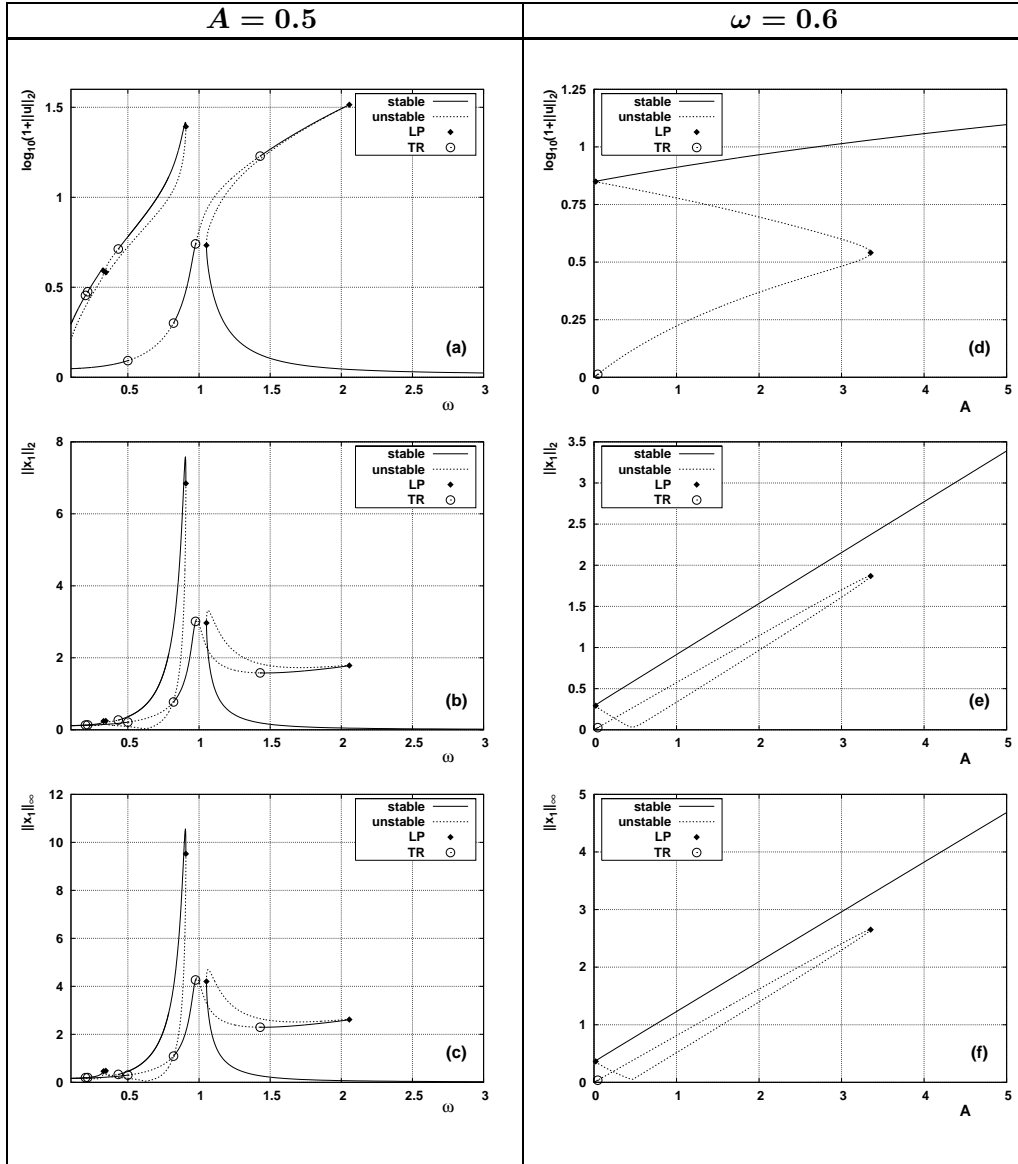 A = 0.5
ω = 0.6
log10(1+||u||2)
1.5
1
0.5
0
0.5
1
1.5
2
2.5
3
ω
stable
unstable
LP
TR
(a)
log10(1+||u||2)
1.25
1
0.75
0.5
0.25
0
0
1
2
3
4
5
A
stable
unstable
LP
TR
(d)
||x1||2
8
6
4
2
0
0.5
1
1.5
2
2.5
3
ω
stable
unstable
LP
TR
(b)
||x1||2
3.5
3
2.5
2
1.5
1
0.5
0
0
1
2
3
4
5
A
stable
unstable
LP
TR
(e)
||x1||∞
12
10
8
6
4
2
0
0.5
1
1.5
2
2.5
3
ω
stable
unstable
LP
TR
(c)
||x1||∞
5
4
3
2
1
0
0
1
2
3
4
5
A
stable
unstable
LP
TR
(f)